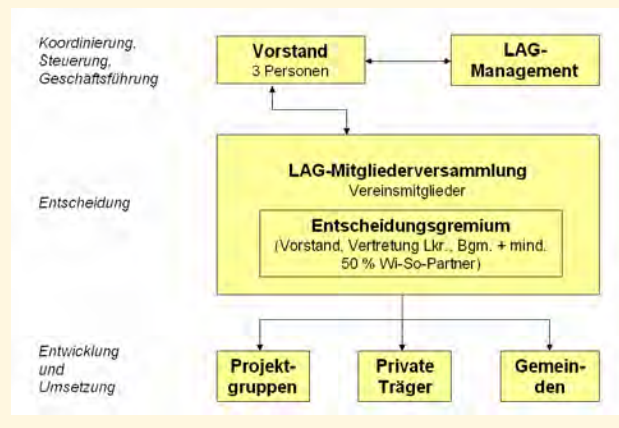 Koordinierung,
Steuerung,
Geschäftsführung
Vorstand
3 Personen
LAG-
Management
Entscheidung
LAG-Mitgliederversammlung
Vereinsmitglieder
Entscheidungsgremium
(Vorstand, Vertretung Lkr., Bgm. + mind.
50 % Wi-So-Partner)
Entwicklung
und
Umsetzung
Projekt-
gruppen
Private
Träger
Gemein-
den